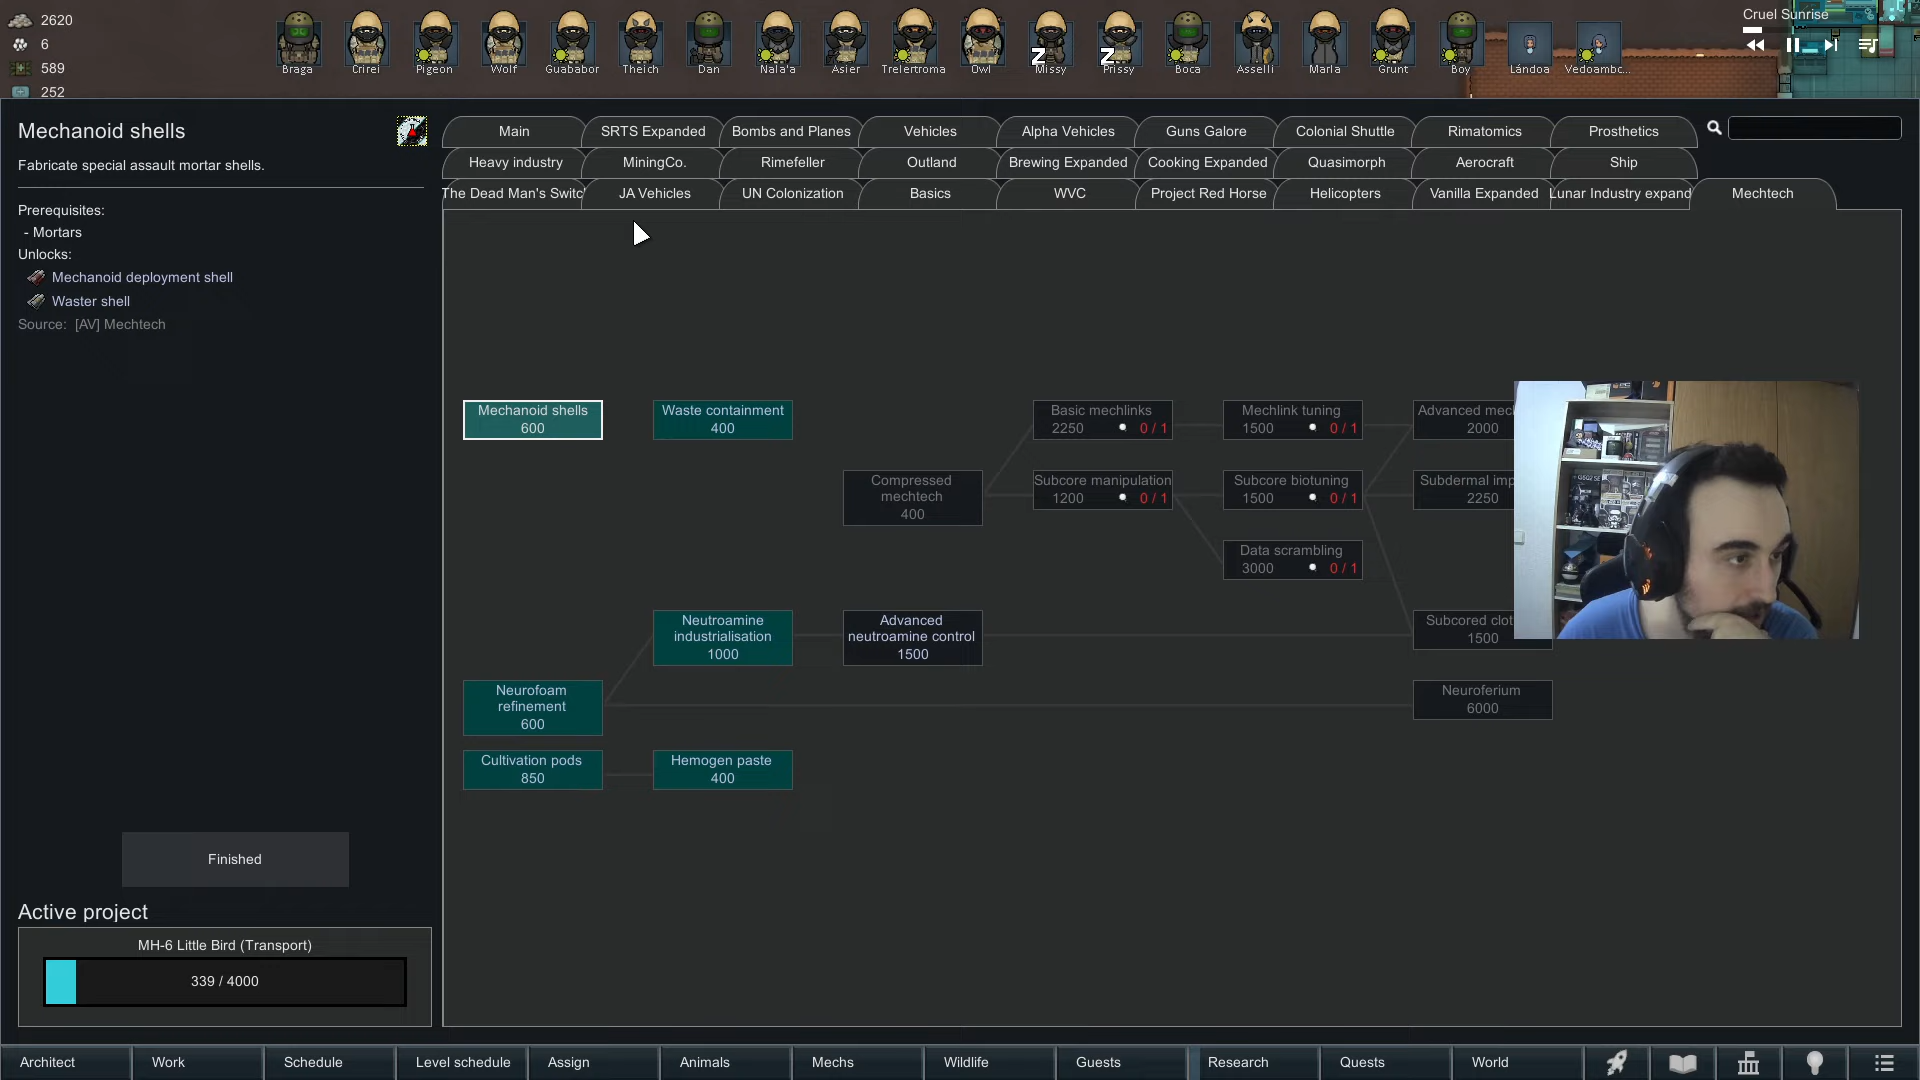 2620
6
589
252
Braga
Crirei
Pigeon
Wolf
Guababor
Theich
Dan
Nala'a
Asier
Trelertroma
Owl
Missy
Prissy
Boca
Asselli
Marla
Grunt
Boy
Lándoa
Vedoambc...
Z
Z
Cruel Sunrise
Mechanoid shells
Fabricate special assault mortar shells.
Prerequisites:
- Mortars
Unlocks:
Mechanoid deployment shell
Waster shell
Source: [AV] Mechtech
Main
SRTS Expanded
Bombs and Planes
Vehicles
Alpha Vehicles
Guns Galore
Colonial Shuttle
Rimatomics
Prosthetics
Heavy industry
MiningCo.
Rimefeller
Outland
Brewing Expanded
Cooking Expanded
Quasimorph
Aerocraft
Ship
The Dead Man's Switc
JA Vehicles
UN Colonization
Basics
WVC
Project Red Horse
Helicopters
Vanilla Expanded
Lunar Industry expand
Mechtech
Mechanoid shells
600
Waste containment
400
Basic mechlinks
2250 0 / 1
Mechlink tuning
1500 0 / 1
Advanced mec
2000
Compressed
mechtech
400
Subcore manipulation
1200 0 / 1
Subcore biotuning
1500 0 / 1
Subdermal imp
2250
Data scrambling
3000 0 / 1
Neutroamine
industrialisation
1000
Advanced
neutroamine control
1500
Subcored clot
1500
Neurofoam
refinement
600
Neuroferium
6000
Cultivation pods
850
Hemogen paste
400
Finished
Active project
MH-6 Little Bird (Transport)
339 / 4000
Architect
Work
Schedule
Level schedule
Assign
Animals
Mechs
Wildlife
Guests
Research
Quests
World